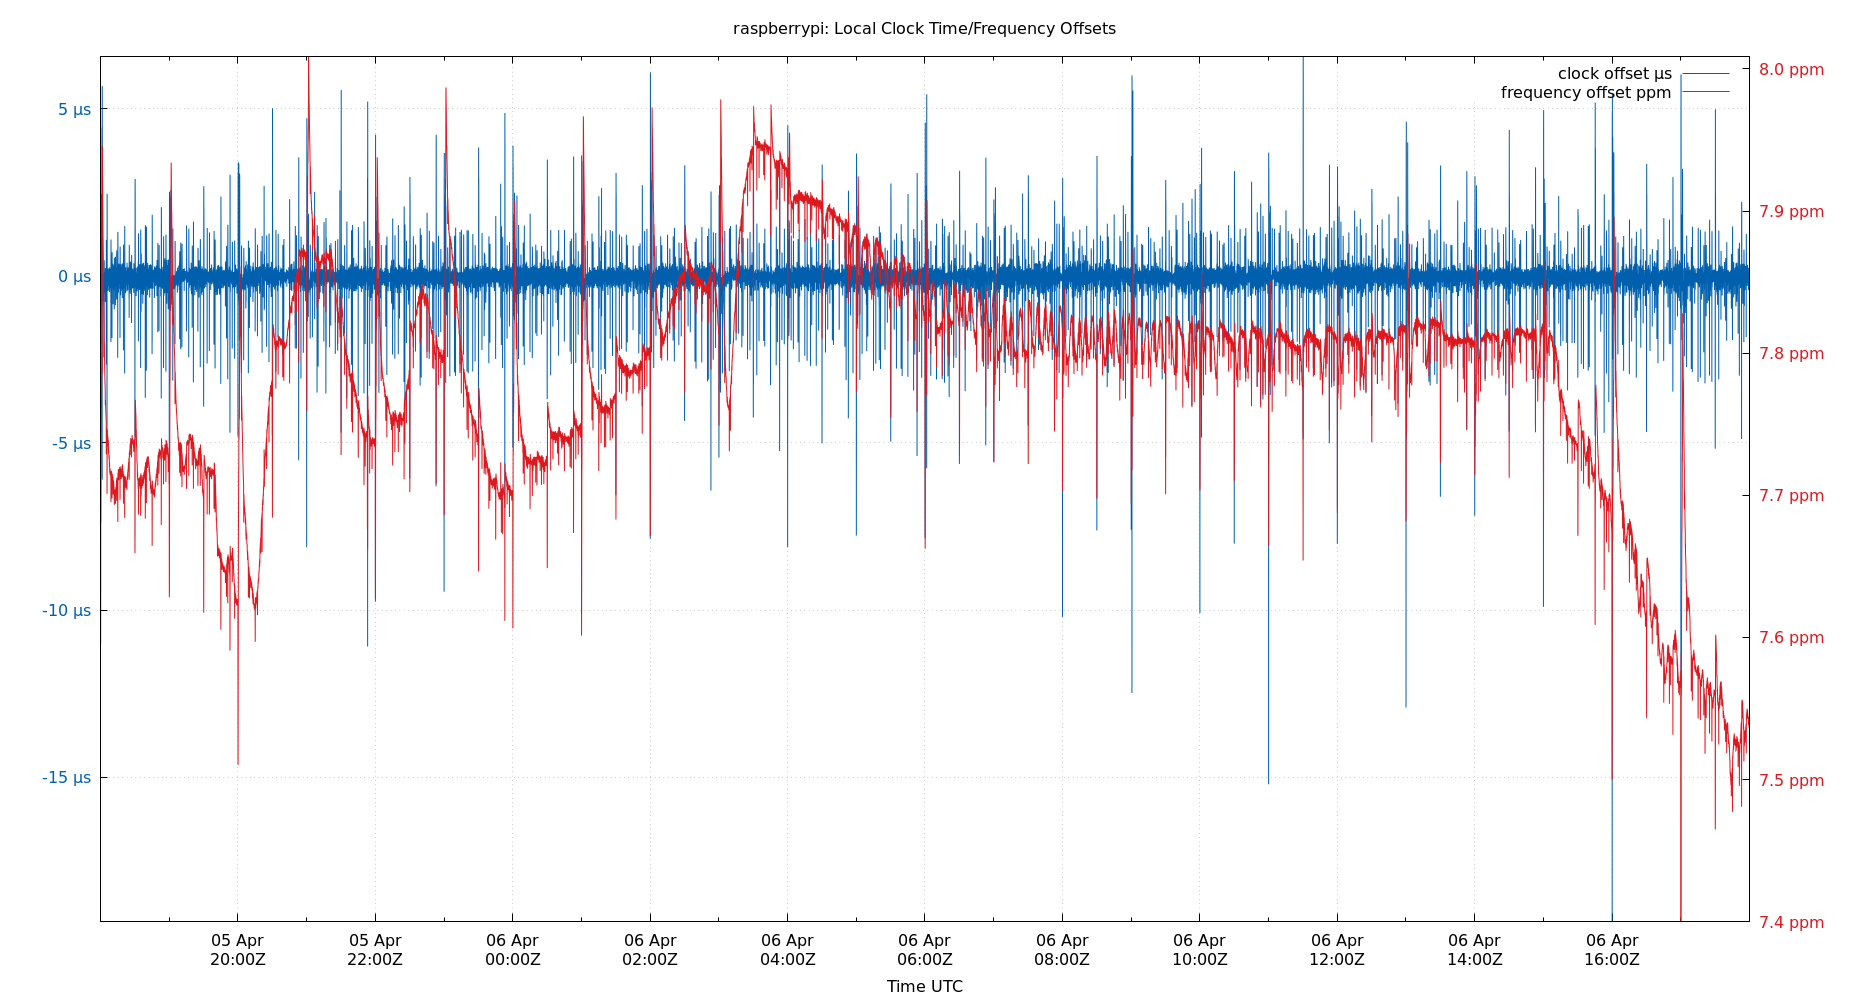 raspberrypi: Local Clock Time/Frequency Offsets
clock offset µs
frequency offset ppm
5 µs
0 µs
-5 µs
-10 µs
-15 µs
8.0 ppm
7.9 ppm
7.8 ppm
7.7 ppm
7.6 ppm
7.5 ppm
7.4 ppm
05 Apr 05 Apr 06 Apr 06 Apr 06 Apr 06 Apr 06 Apr 06 Apr 06 Apr 06 Apr 06 Apr
20:00Z 22:00Z 00:00Z 02:00Z 04:00Z 06:00Z 08:00Z 10:00Z 12:00Z 14:00Z 16:00Z
Time UTC